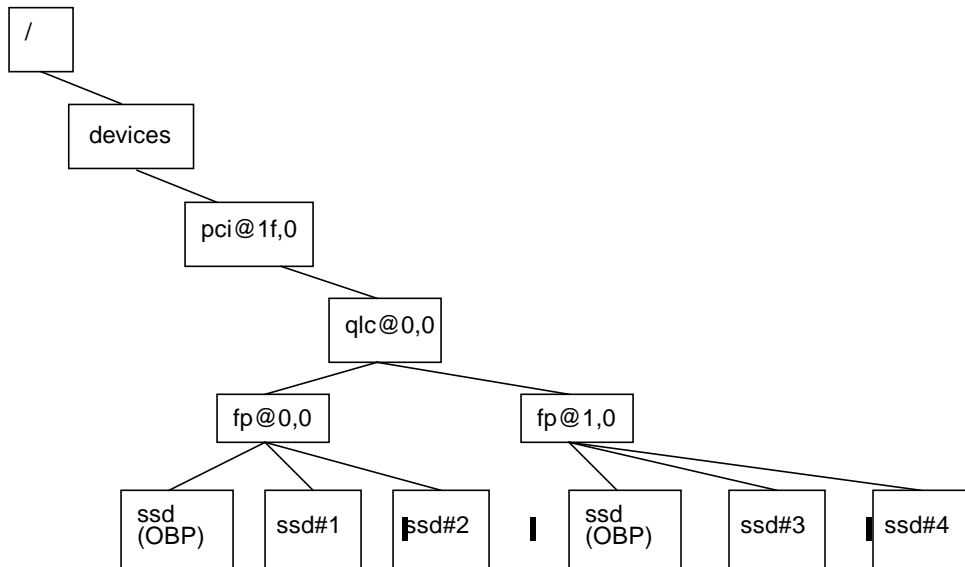 /
devices
pci@1f,0
qlc@0,0
fp@0,0
fp@1,0
ssd
(OBP)
ssd#1
ssd#2
ssd
(OBP)
ssd#3
ssd#4